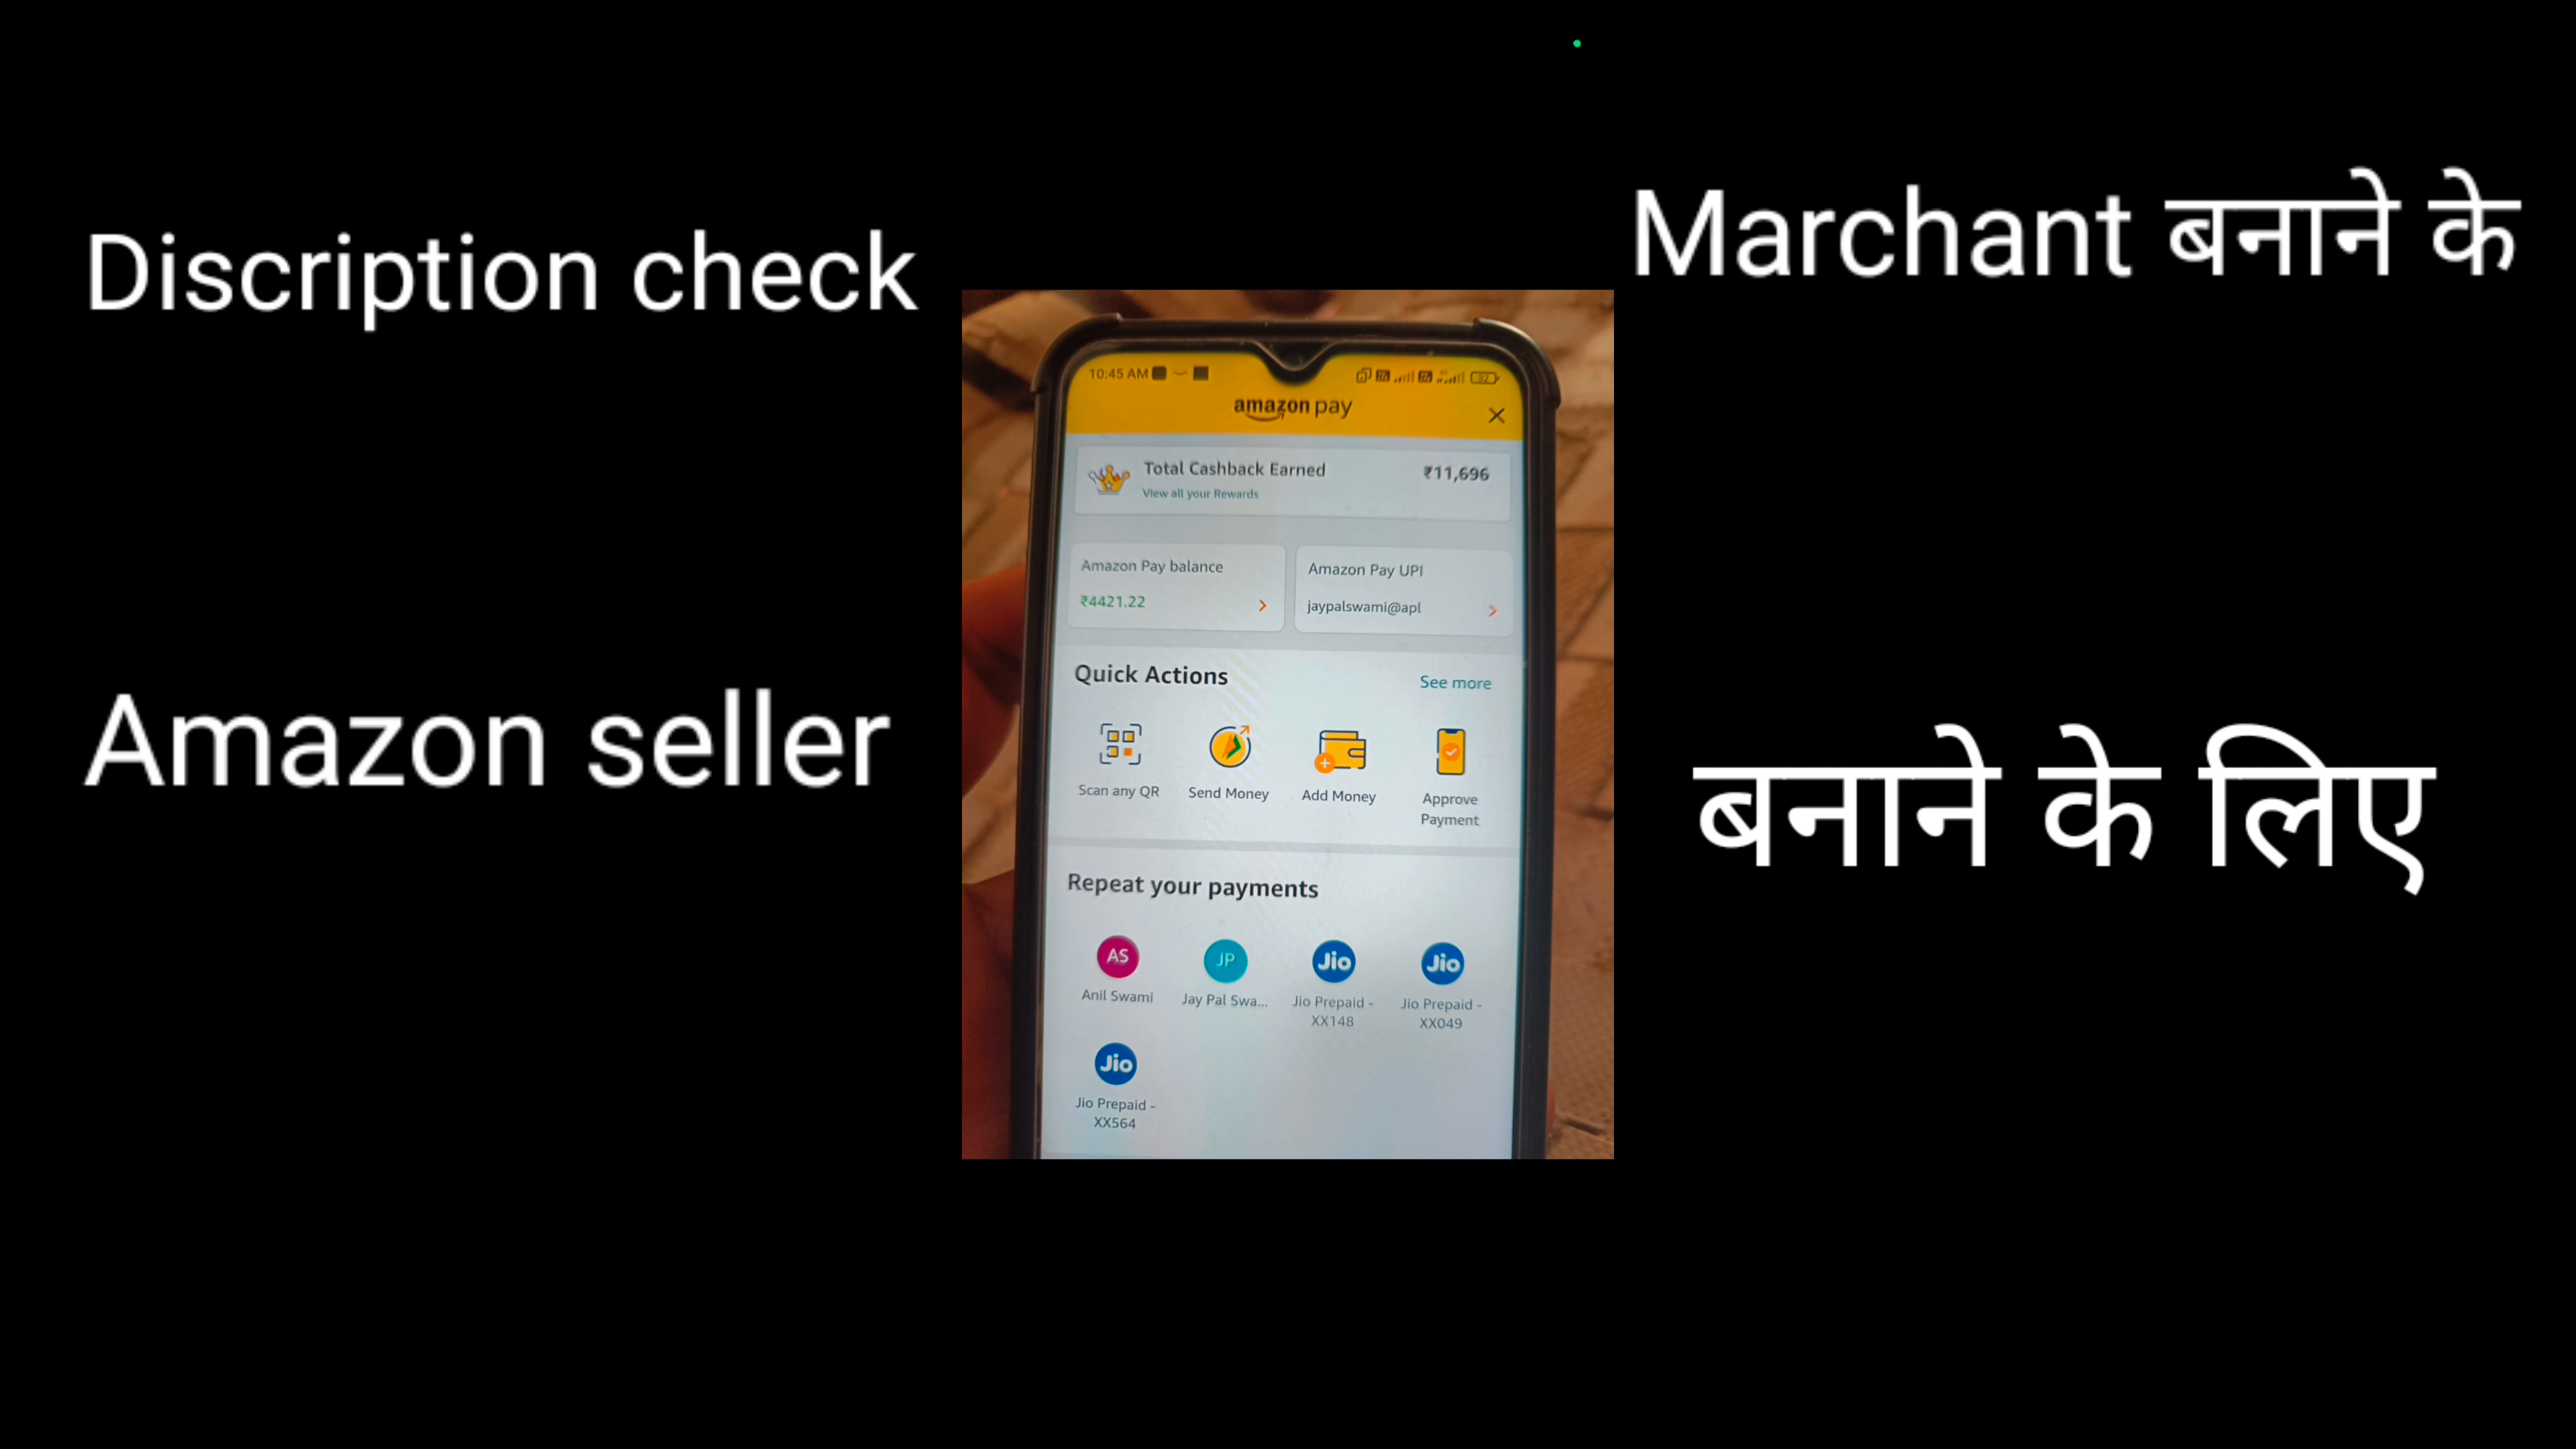 Discription check
Marchant बनाने के
Amazon seller
बनाने के लिए
10:45 AM
amazon pay
Total Cashback Earned
₹11,696
View all your Rewards
Amazon Pay balance
₹4421.22
Amazon Pay UPI
jaypalswami@apl
Quick Actions
See more
Scan any QR
Send Money
Add Money
Approve
Payment
Repeat your payments
AS
Anil Swami
JP
Jay Pal Swa...
Jio
Jio Prepaid -
XX148
Jio
Jio Prepaid -
XX049
Jio
Jio Prepaid -
XX564